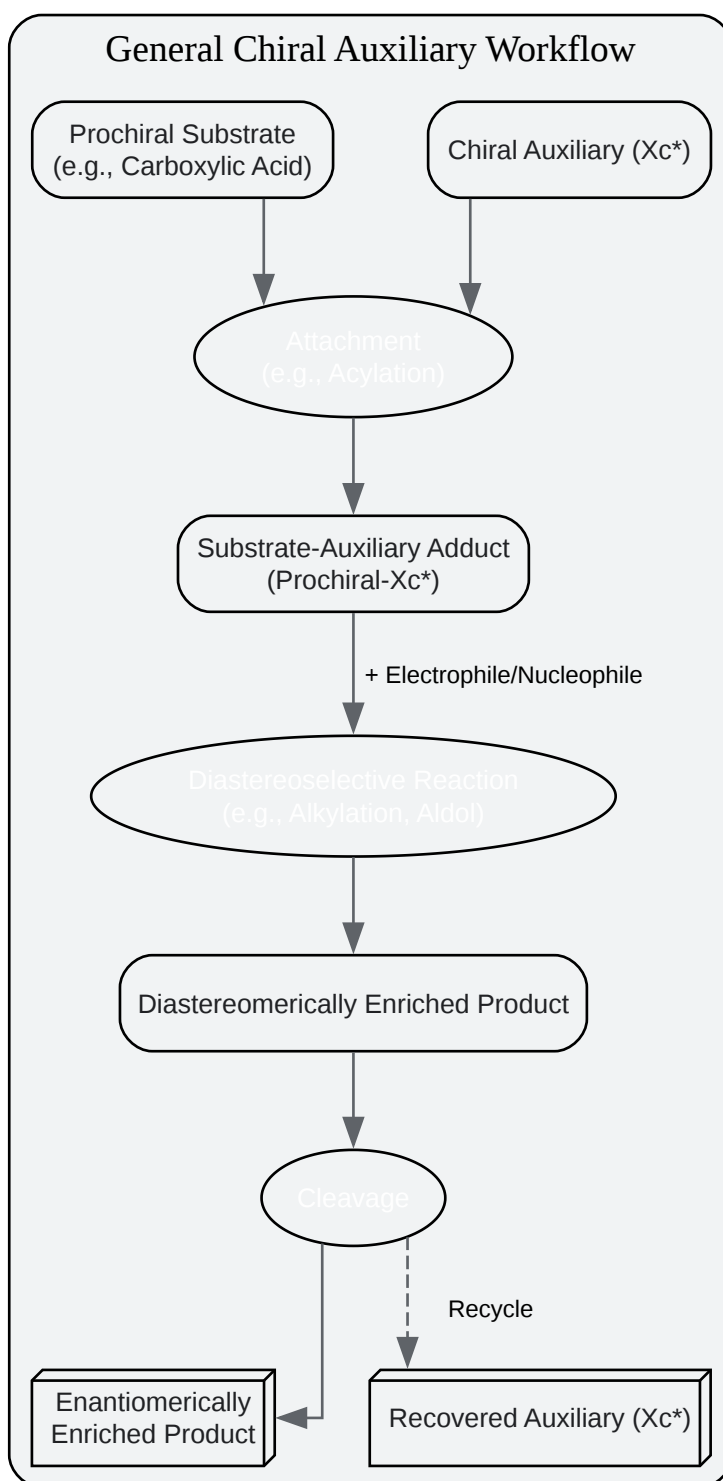 General Chiral Auxiliary Workflow
Prochiral Substrate
(e.g., Carboxylic Acid)
Chiral Auxiliary (Xc*)
Attachment
(e.g., Acylation)
Substrate-Auxiliary Adduct
(Prochiral-Xc*)
+ Electrophile/Nucleophile
Diastereoselective Reaction
(e.g., Alkylation, Aldol)
Diastereomerically Enriched Product
Cleavage
Recycle
Enantiomerically
Enriched Product
Recovered Auxiliary (Xc*)